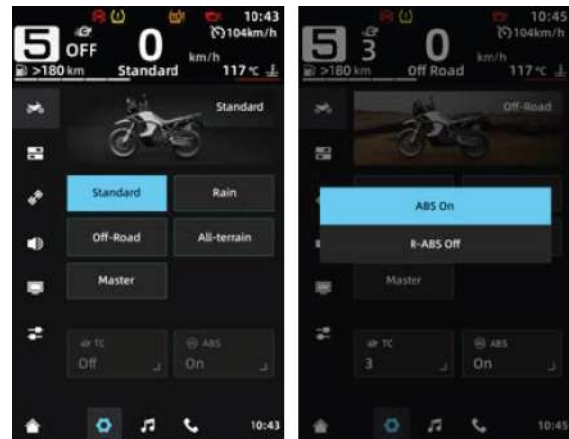 10:43
5 OFF 0 104km/h
km/h
>180 km Standard 117 ℃
Standard
Standard Rain
Off-Road All-terrain
Master
TC ABS
Off On
10:43
10:45
5 3 0 104km/h
km/h
>180 km Off Road 117 ℃
Off-Road
ABS On
R-ABS Off
Master
TC ABS
3 On
10:45